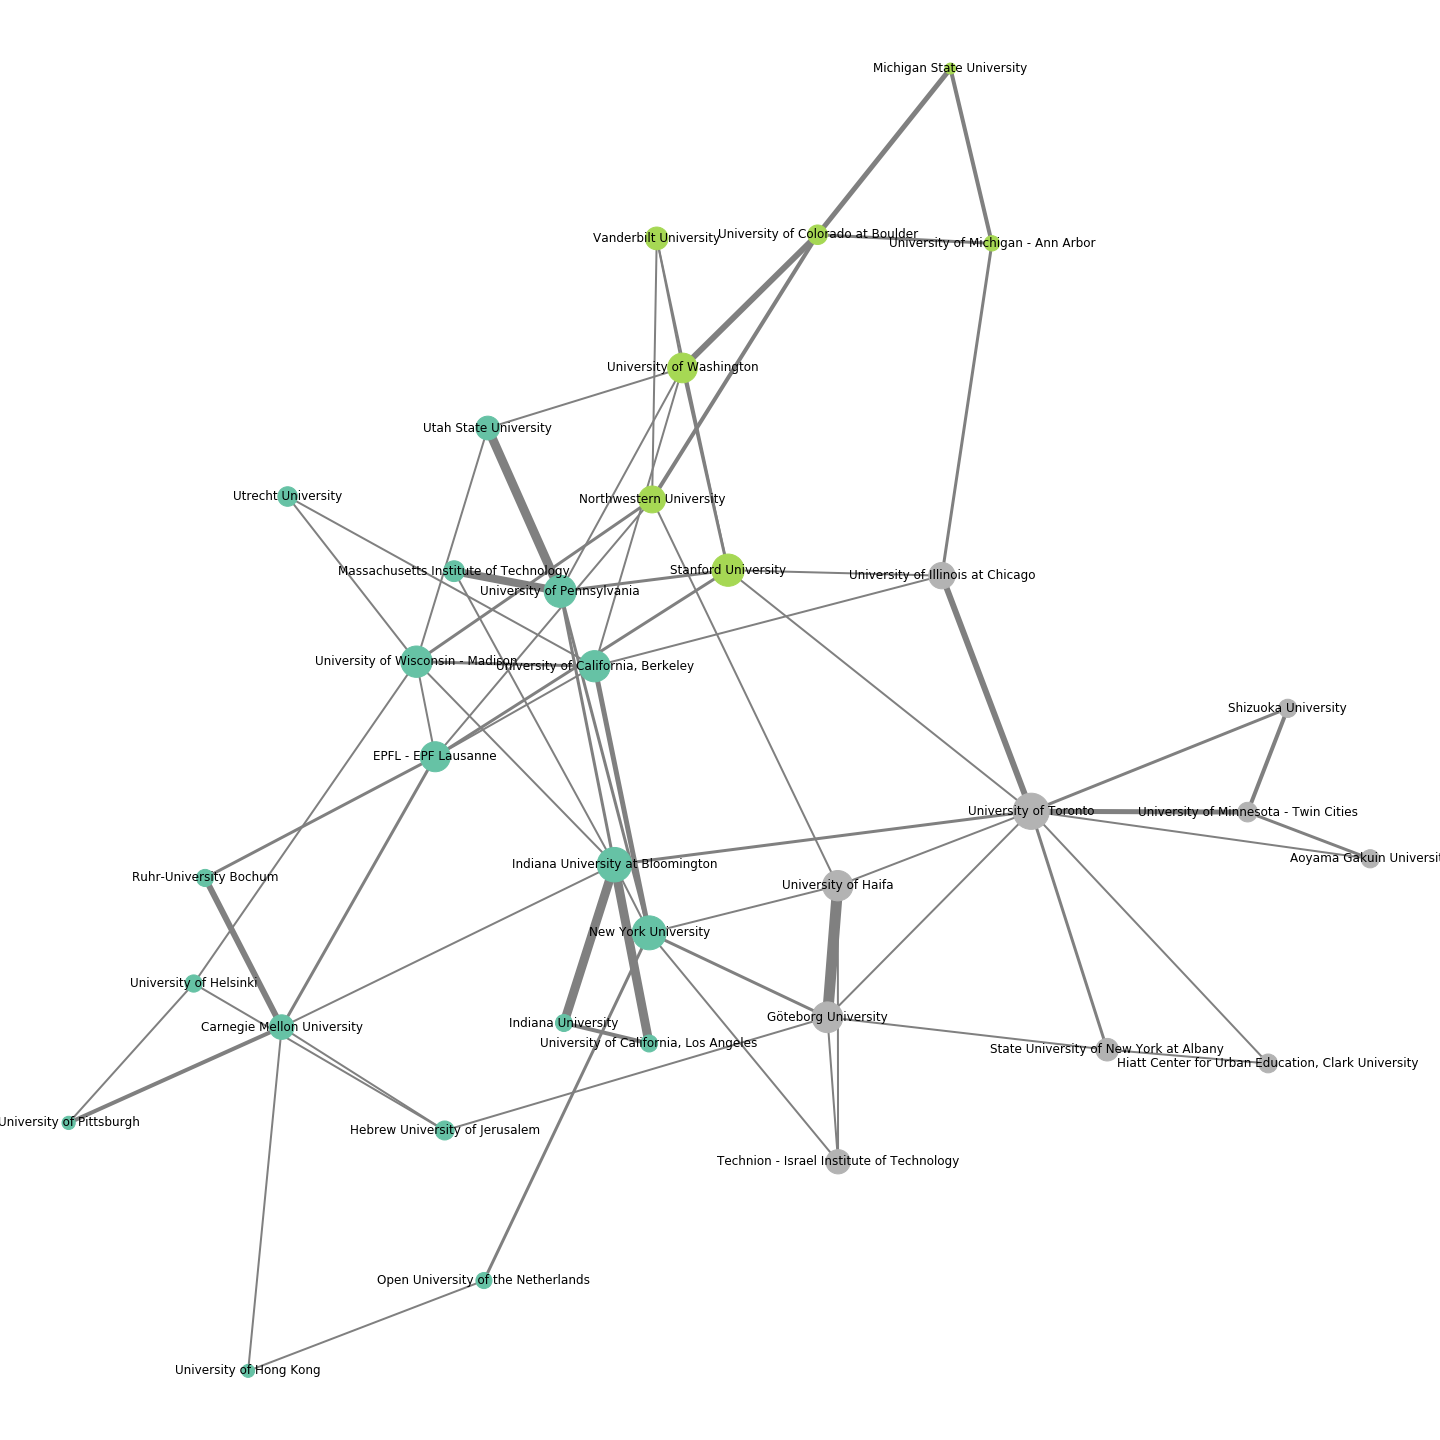 Michigan State University
Vanderbilt University
University of Colorado at Boulder
University of Michigan - Ann Arbor
University of Washington
Utah State University
Utrecht University
Northwestern University
Massachusetts Institute of Technology
Stanford University
University of Illinois at Chicago
University of Pennsylvania
University of Wisconsin - Madison
University of California, Berkeley
Shizuoka University
EPFL - EPF Lausanne
University of Toronto
University of Minnesota - Twin Cities
Aoyama Gakuin Universit
Indiana University at Bloomington
Ruhr-University Bochum
University of Haifa
New York University
University of Helsinki
Göteborg University
Indiana University
Carnegie Mellon University
University of California, Los Angeles
State University of New York at Albany
Hiatt Center for Urban Education, Clark University
University of Pittsburgh
Hebrew University of Jerusalem
Technion - Israel Institute of Technology
Open University of the Netherlands
University of Hong Kong